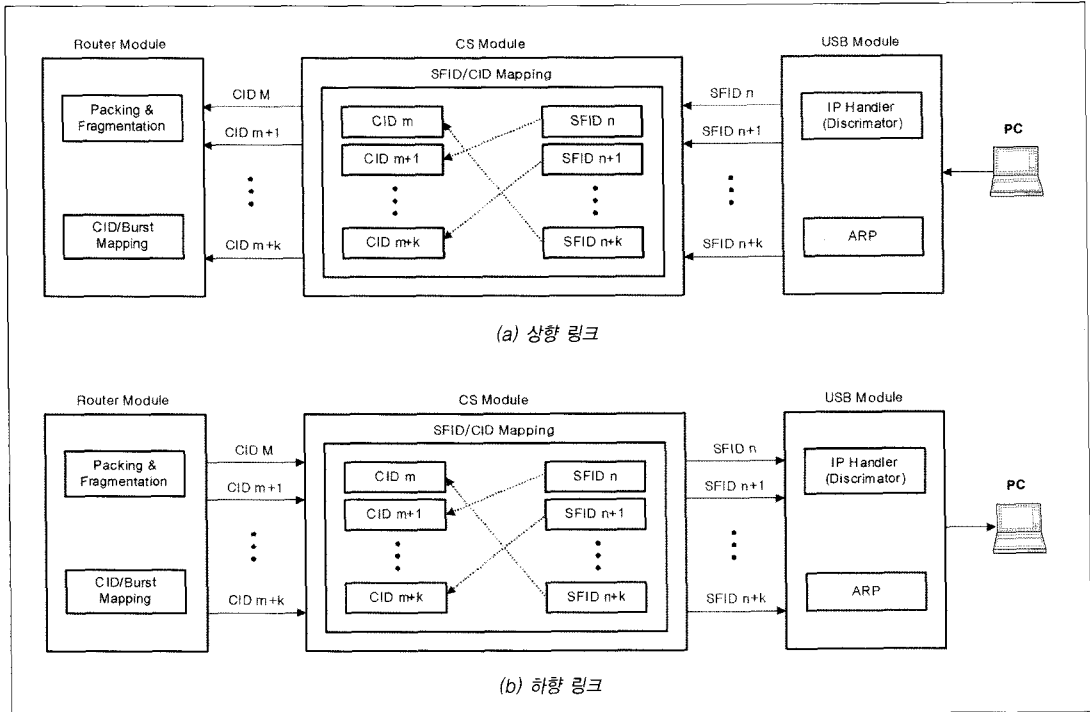 Router Module
CS Module
USB Module
SFID/CID Mapping
Packing &
Fragmentation
CID/Burst
Mapping
CID M
CID m+1
CID m+k
CID m
CID m+1
CID m+k
SFID n
SFID n+1
SFID n+k
SFID n
SFID n+1
SFID n+k
IP Handler
(Discrimator)
ARP
PC
(a) 상향 링크
Router Module
CS Module
USB Module
SFID/CID Mapping
Packing &
Fragmentation
CID/Burst
Mapping
CID M
CID m+1
CID m+k
CID m
CID m+1
CID m+k
SFID n
SFID n+1
SFID n+k
SFID n
SFID n+1
SFID n+k
IP Handler
(Discrimator)
ARP
PC
(b) 하향 링크